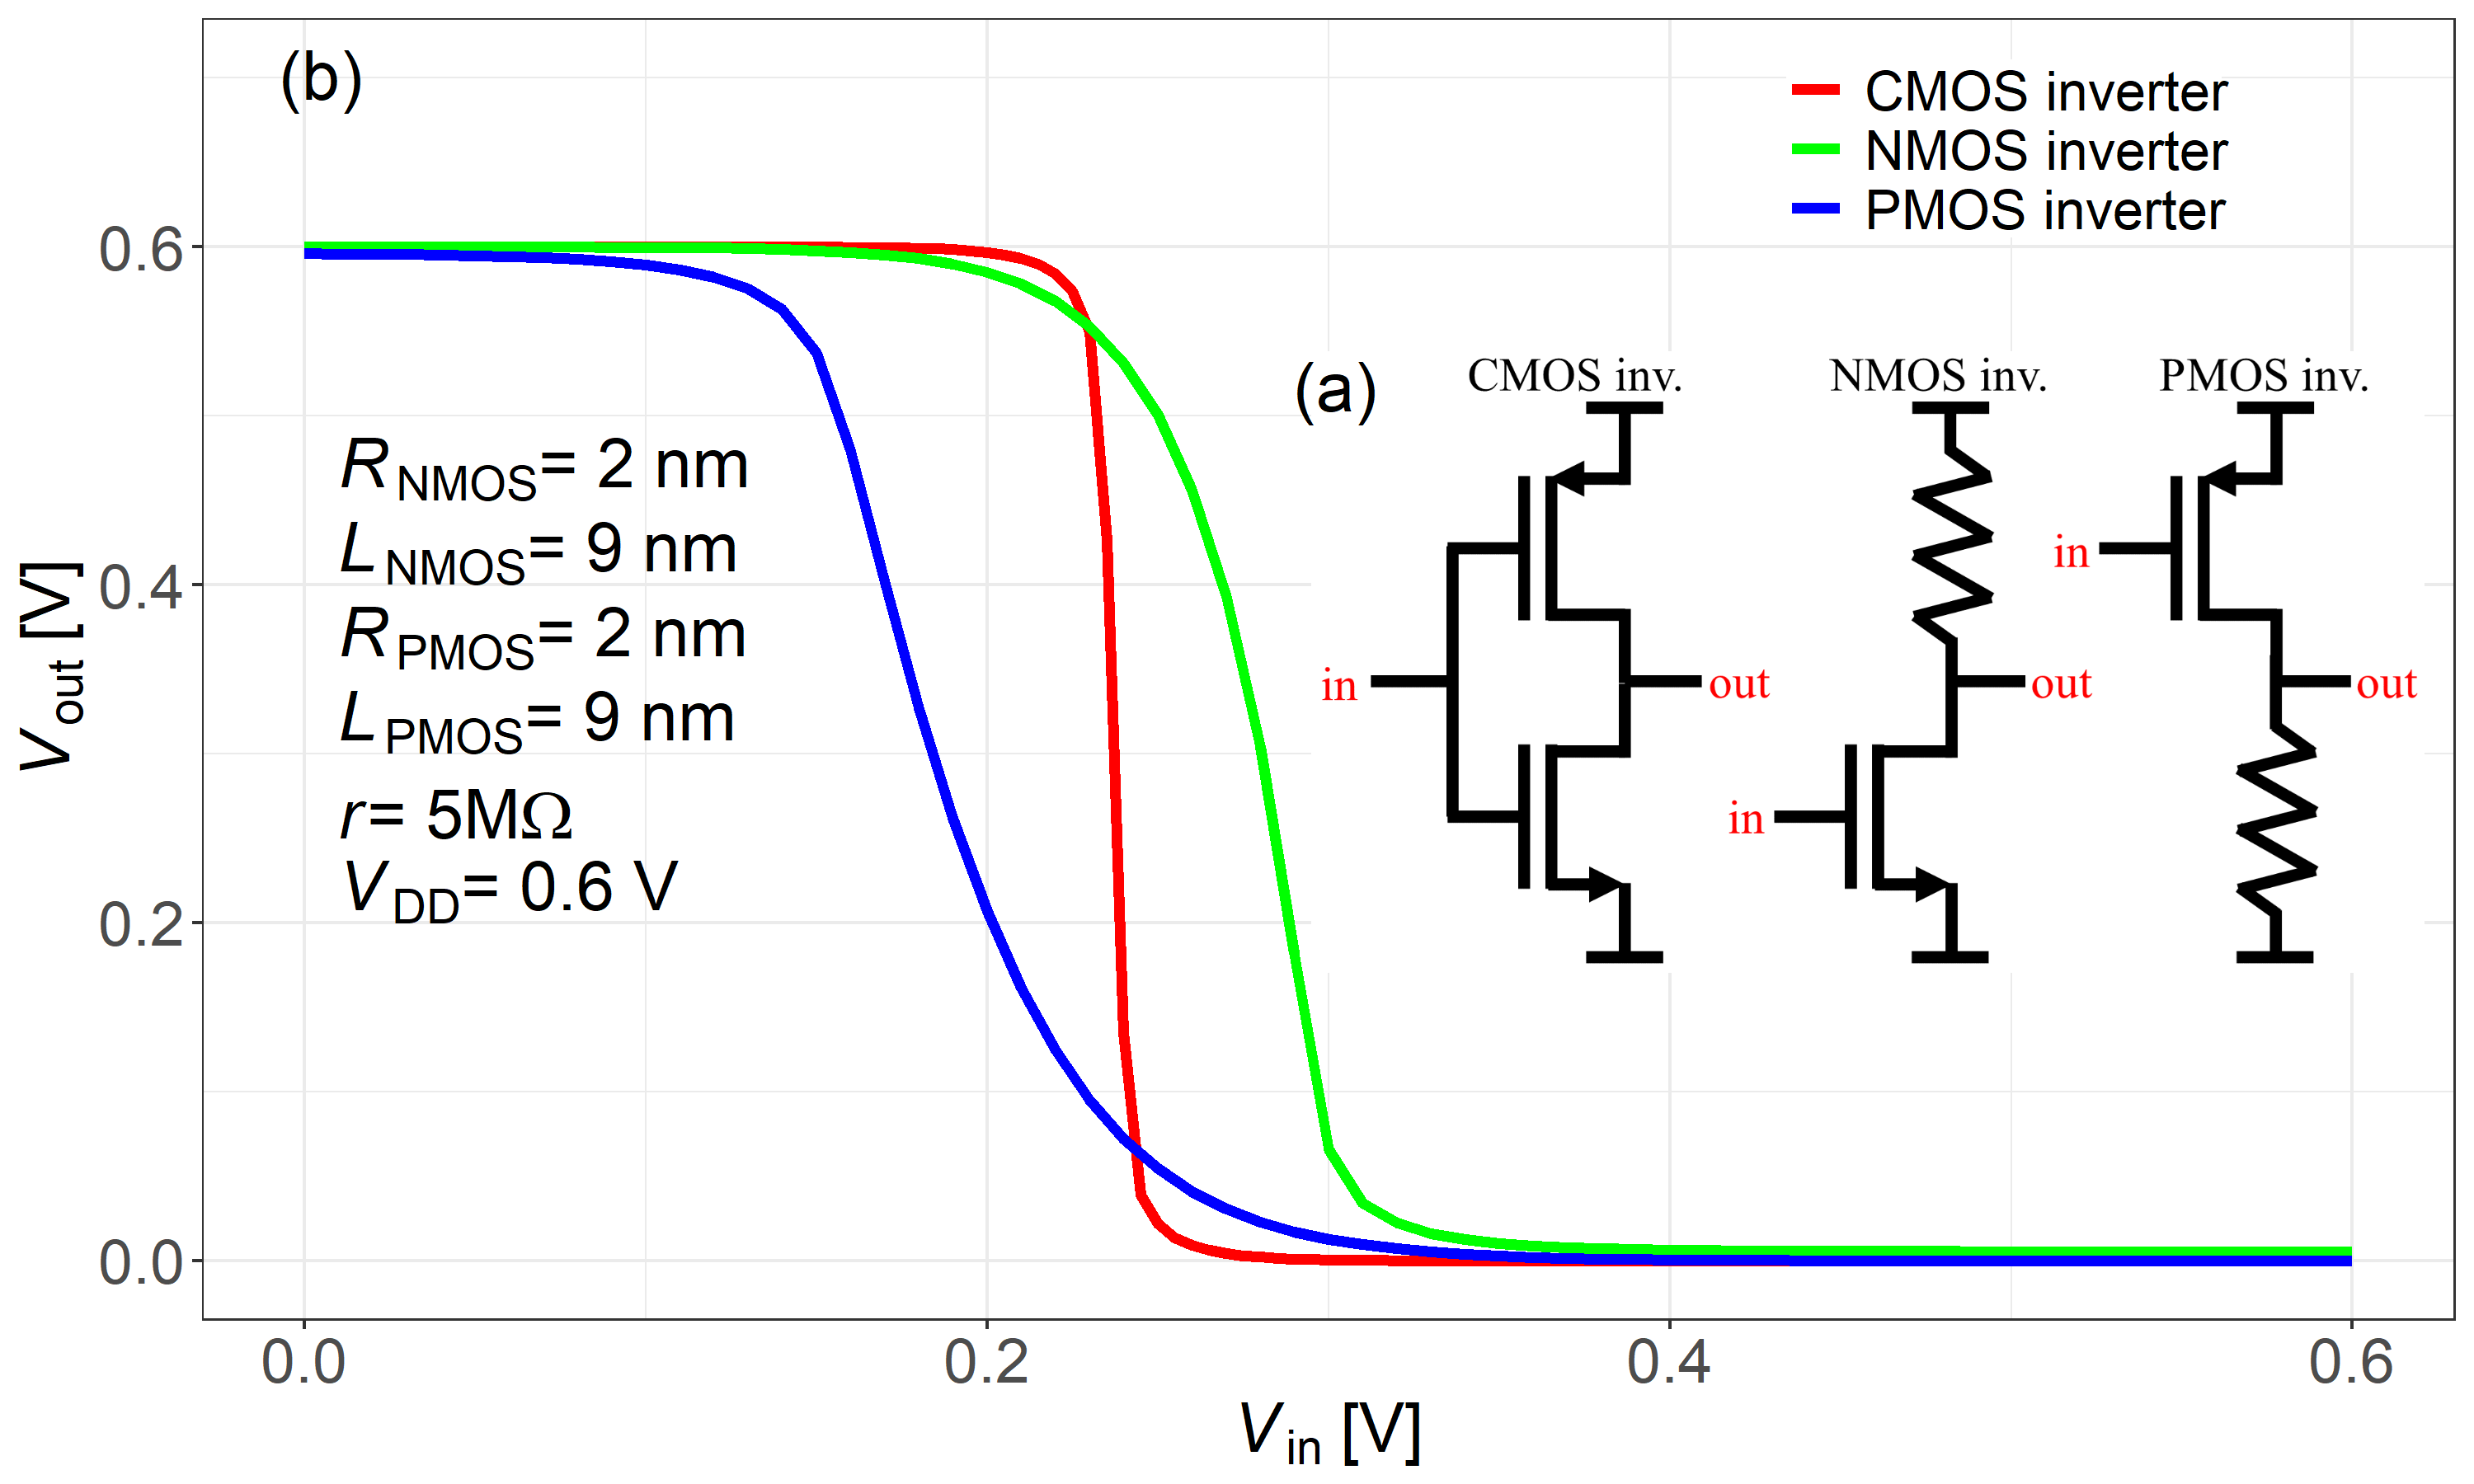 (b)
CMOS inverter
NMOS inverter
PMOS inverter
0.6
0.4
0.2
0.0
Vout [V]
RNMOS= 2 nm
LNMOS= 9 nm
RPMOS= 2 nm
LPMOS= 9 nm
r= 5MΩ
VDD= 0.6 V
(a)
CMOS inv. NMOS inv. PMOS inv.
in
in out out out
in
0.0 0.2 0.4 0.6
Vin [V]